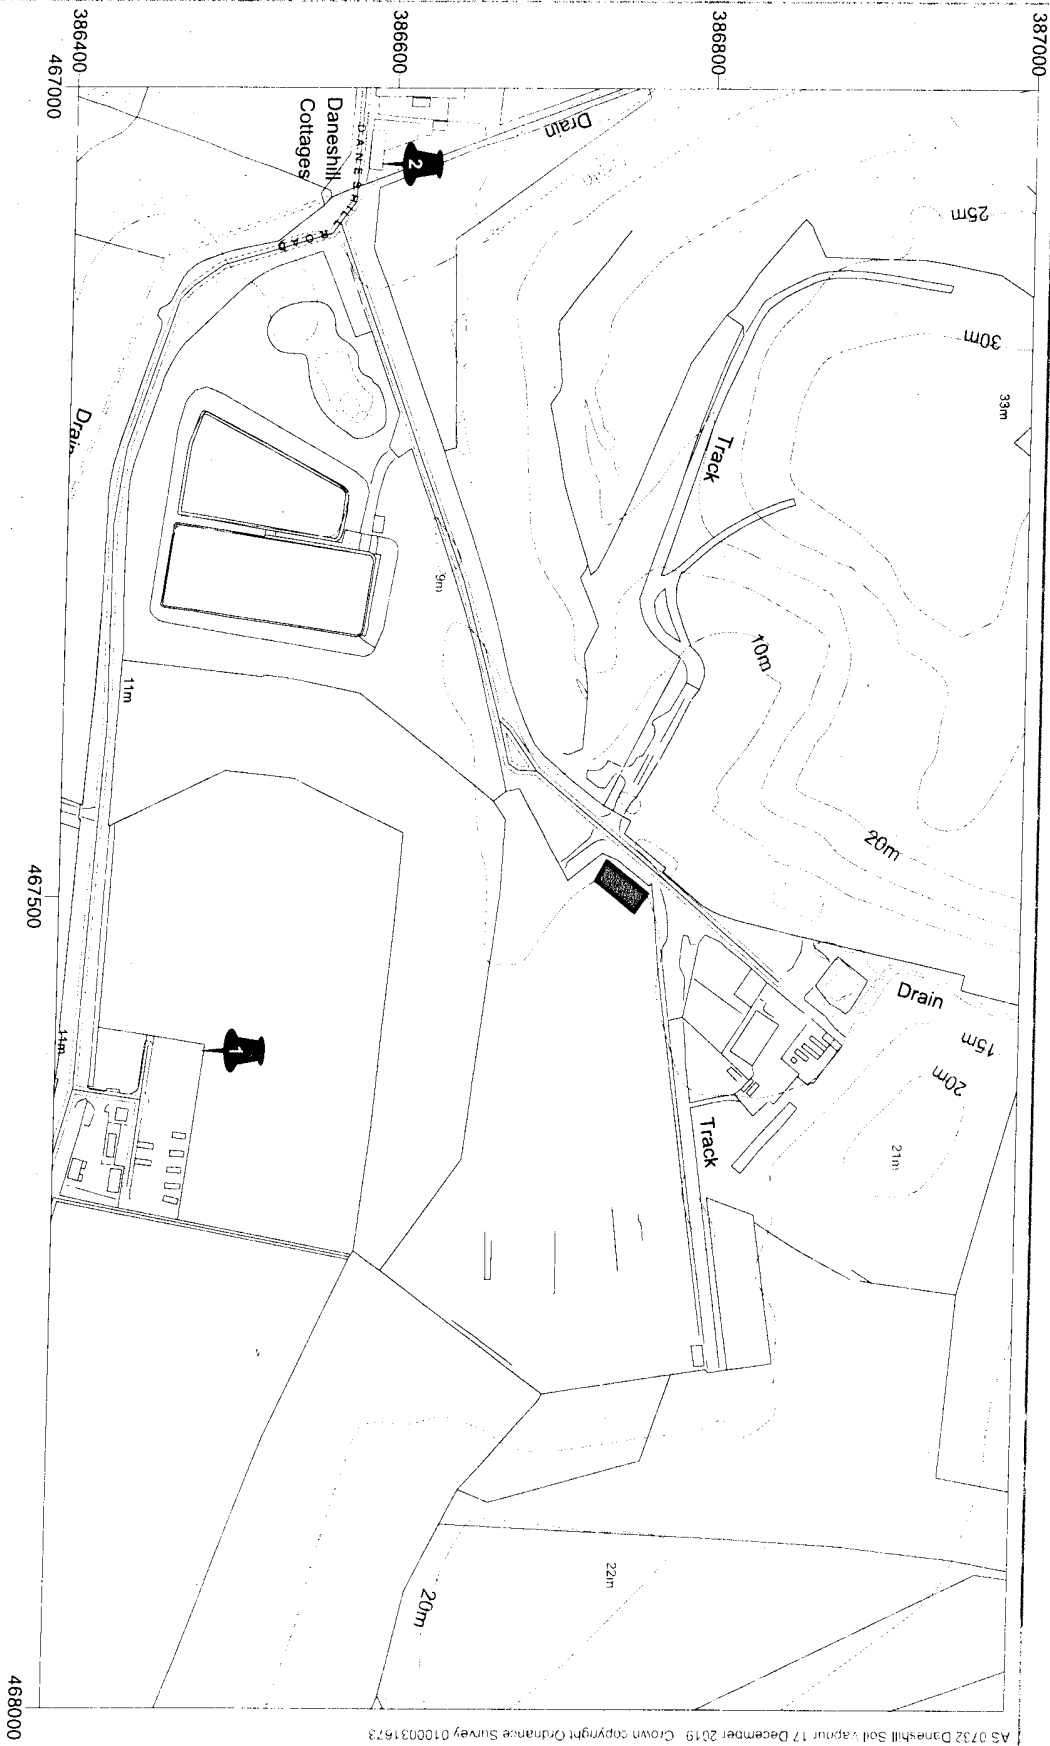 386400
386600
386800
387000
467000
Daneshill
Cottages
DANESHILL ROAD
2
Drain
25m
30m
33m
Track
Drain
9m
10m
11m
20m
467500
Drain
15m
20m
21m
11m
1
Track
22m
20m
468000
AS 0732 Daneshill Soil Vapour 17 December 2019 Crown copyright Ordnance Survey 0100031673